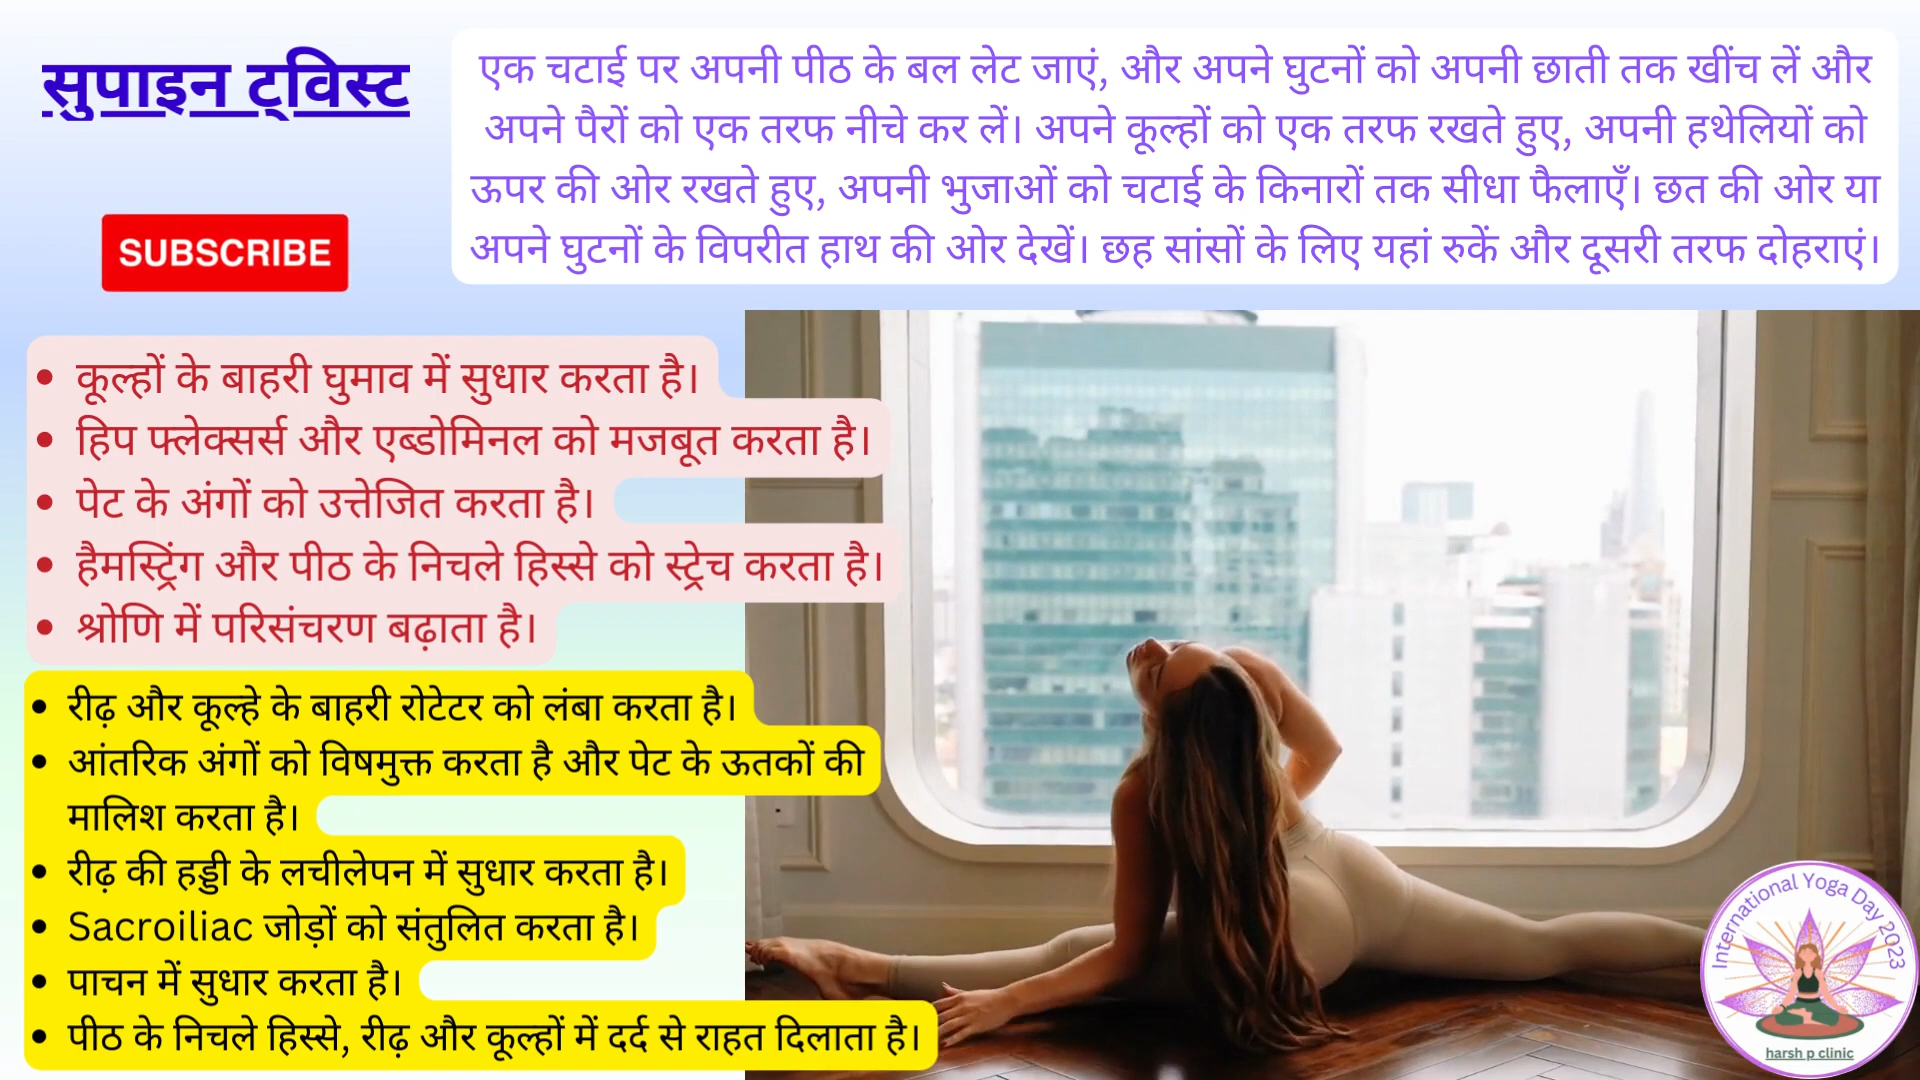 सुपाइन ट्विस्ट
SUBSCRIBE
एक चटाई पर अपनी पीठ के बल लेट जाएं, और अपने घुटनों को अपनी छाती तक खींच लें और
अपने पैरों को एक तरफ नीचे कर लें। अपने कूल्हों को एक तरफ रखते हुए, अपनी हथेलियों को
ऊपर की ओर रखते हुए, अपनी भुजाओं को चटाई के किनारों तक सीधा फैलाएँ। छत की ओर या
अपने घुटनों के विपरीत हाथ की ओर देखें। छह सांसों के लिए यहां रुकें और दूसरी तरफ दोहराएं।
• कूल्हों के बाहरी घुमाव में सुधार करता है।
• हिप फ्लेक्सर्स और एब्डोमिनल को मजबूत करता है।
• पेट के अंगों को उत्तेजित करता है।
• हैमस्ट्रिंग और पीठ के निचले हिस्से को स्ट्रेच करता है।
• श्रोणि में परिसंचरण बढ़ाता है।
• रीढ़ और कूल्हे के बाहरी रोटेटर को लंबा करता है।
• आंतरिक अंगों को विषमुक्त करता है और पेट के ऊतकों की
मालिश करता है।
• रीढ़ की हड्डी के लचीलेपन में सुधार करता है।
• Sacroiliac जोड़ों को संतुलित करता है।
• पाचन में सुधार करता है।
• पीठ के निचले हिस्से, रीढ़ और कूल्हों में दर्द से राहत दिलाता है।
International Yoga Day 2023
harsh p clinic